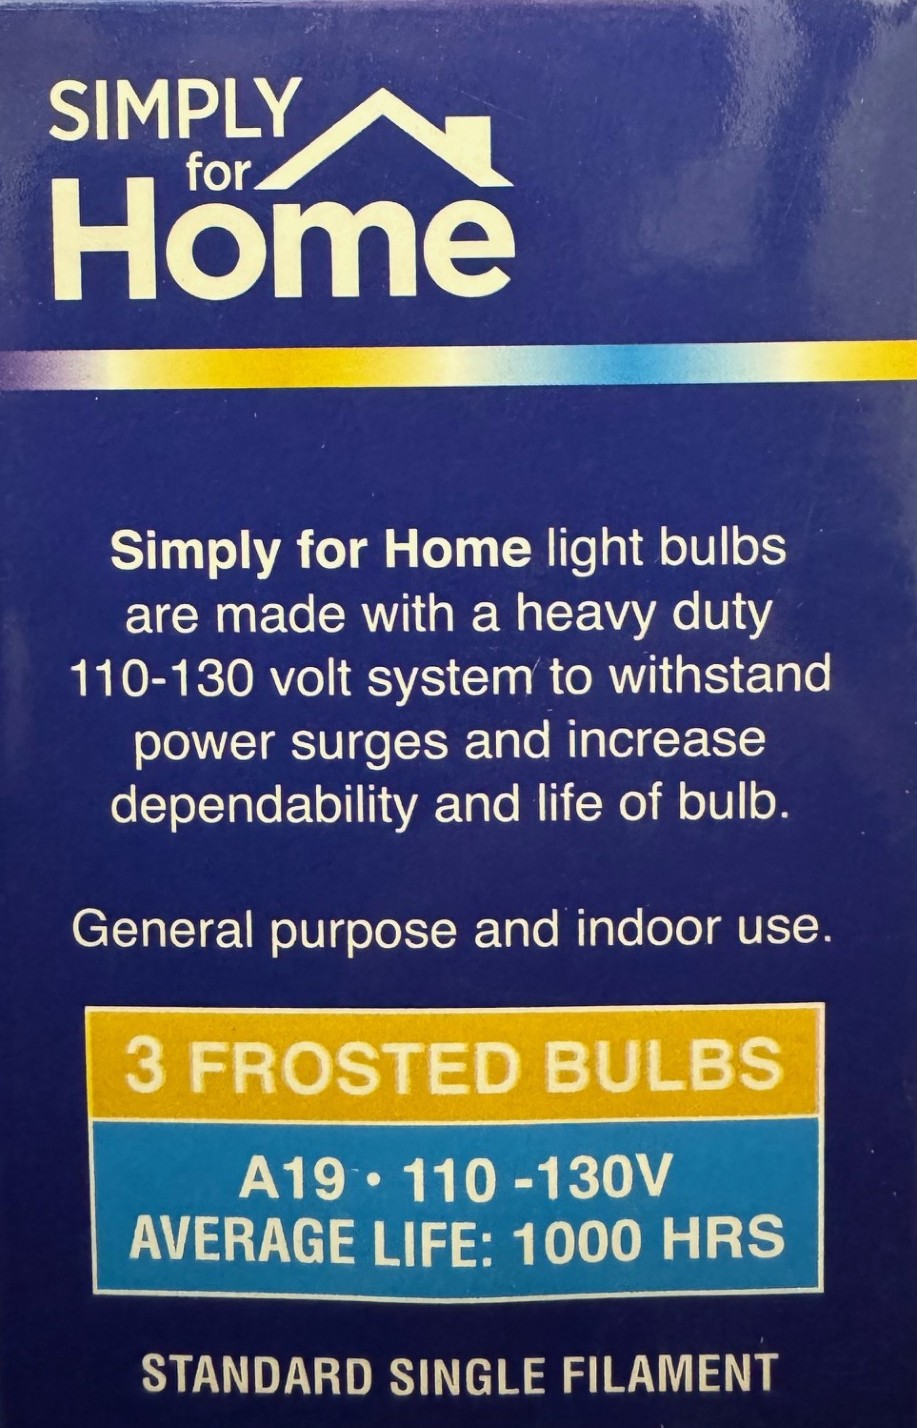 SIMPLY
for
Home
Simply for Home light bulbs
are made with a heavy duty
110-130 volt system to withstand
power surges and increase
dependability and life of bulb.
General purpose and indoor use.
3 FROSTED BULBS
A19 • 110 -130V
AVERAGE LIFE: 1000 HRS
STANDARD SINGLE FILAMENT